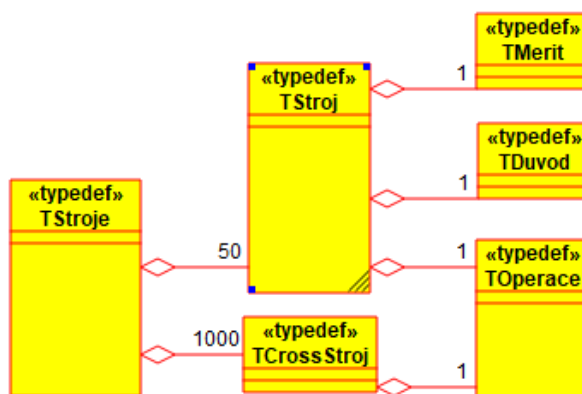 «typedef»
TMerit
1
«typedef»
TStroj
«typedef»
TDuvod
1
«typedef»
TStroje
50
1
«typedef»
TOperace
1000
«typedef»
TCrossStroj
1